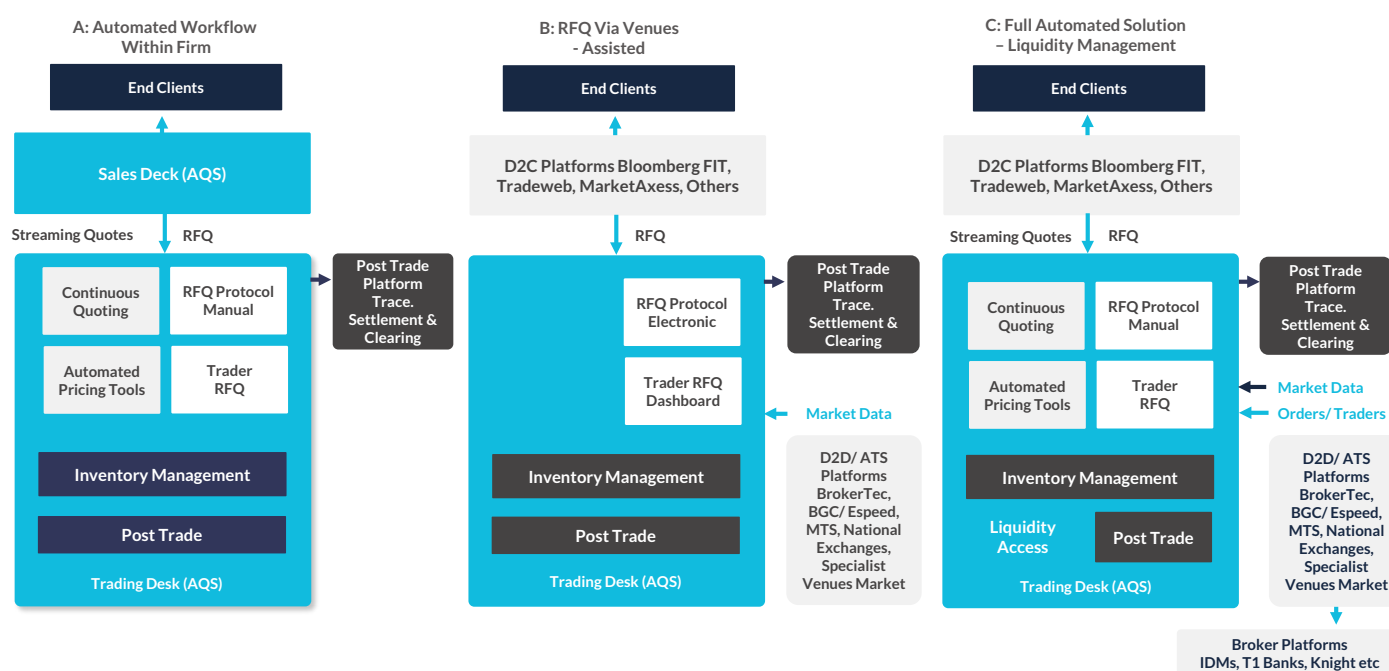 A: Automated Workflow
Within Firm
End Clients
Sales Deck (AQS)
Streaming Quotes
RFQ
Continuous
Quoting
RFQ Protocol
Manual
Automated
Pricing Tools
Trader
RFQ
Inventory Management
Post Trade
Trading Desk (AQS)
Post Trade
Platform
Trace.
Settlement &
Clearing
B: RFQ Via Venues
- Assisted
End Clients
D2C Platforms Bloomberg FIT,
Tradeweb, MarketAxess, Others
RFQ
RFQ Protocol
Electronic
Trader RFQ
Dashboard
Inventory Management
Post Trade
Trading Desk (AQS)
Post Trade
Platform
Trace.
Settlement &
Clearing
Market Data
D2D/ ATS
Platforms
BrokerTec,
BGC/ Espeed,
MTS, National
Exchanges,
Specialist
Venues Market
C: Full Automated Solution
– Liquidity Management
End Clients
D2C Platforms Bloomberg FIT,
Tradeweb, MarketAxess, Others
Streaming Quotes
RFQ
Continuous
Quoting
RFQ Protocol
Manual
Automated
Pricing Tools
Trader
RFQ
Inventory Management
Liquidity
Access
Post Trade
Trading Desk (AQS)
Post Trade
Platform
Trace.
Settlement &
Clearing
Market Data
Orders/ Traders
D2D/ ATS
Platforms
BrokerTec,
BGC/ Espeed,
MTS, National
Exchanges,
Specialist
Venues Market
Broker Platforms
IDMs, T1 Banks, Knight etc